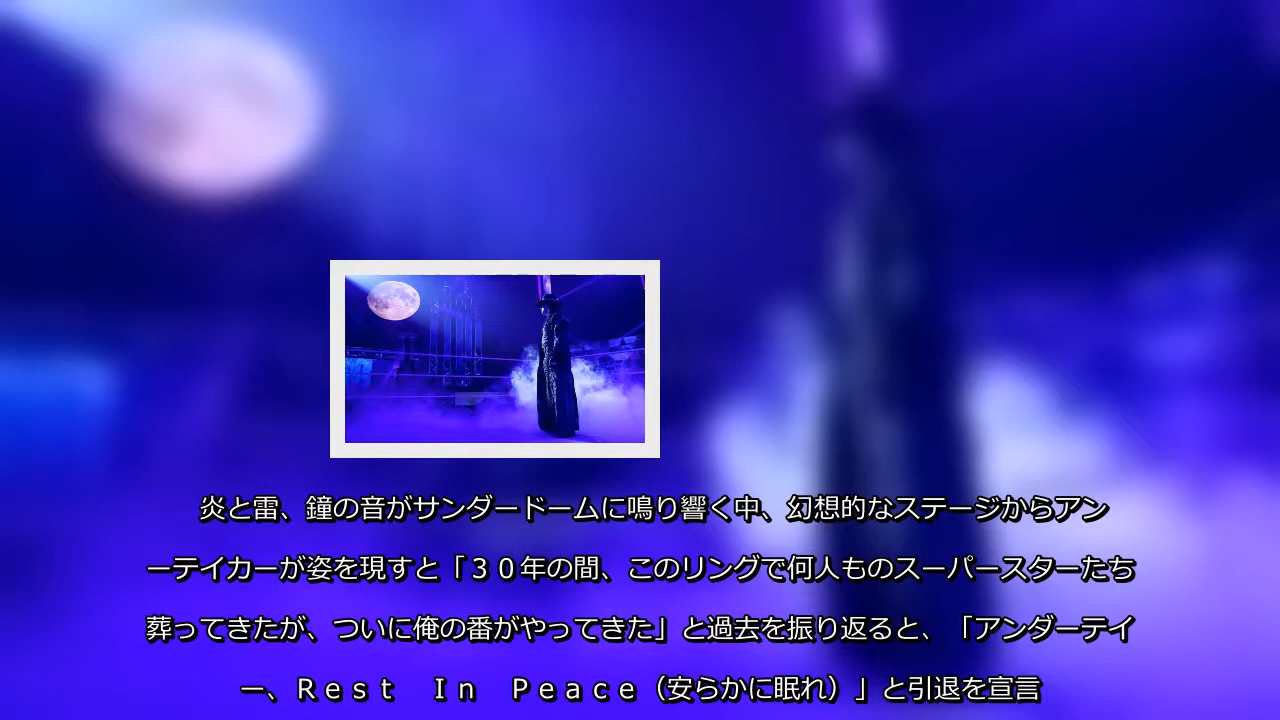 炎と雷、鐘の音がサンダードームに鳴り響く中、幻想的なステージからアン
ーテイカーが姿を現すと「３０年の間、このリングで何人ものスーパースターたち
葬ってきたが、ついに俺の番がやってきた」と過去を振り返ると、「アンダーテイ
ー、Ｒｅｓｔ　Ｉｎ　Ｐｅａｃｅ（安らかに眠れ）」と引退を宣言